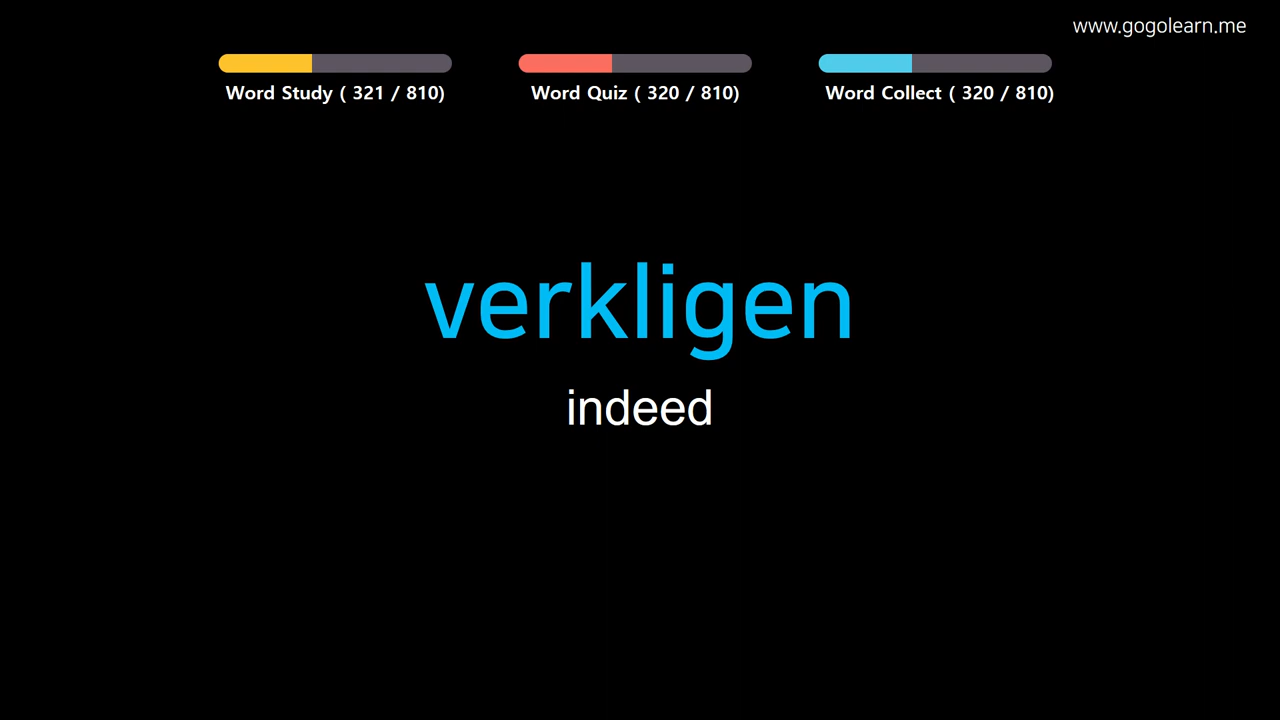 www.gogolearn.me
Word Study ( 321 / 810)
Word Quiz ( 320 / 810)
Word Collect ( 320 / 810)
verkligen
indeed